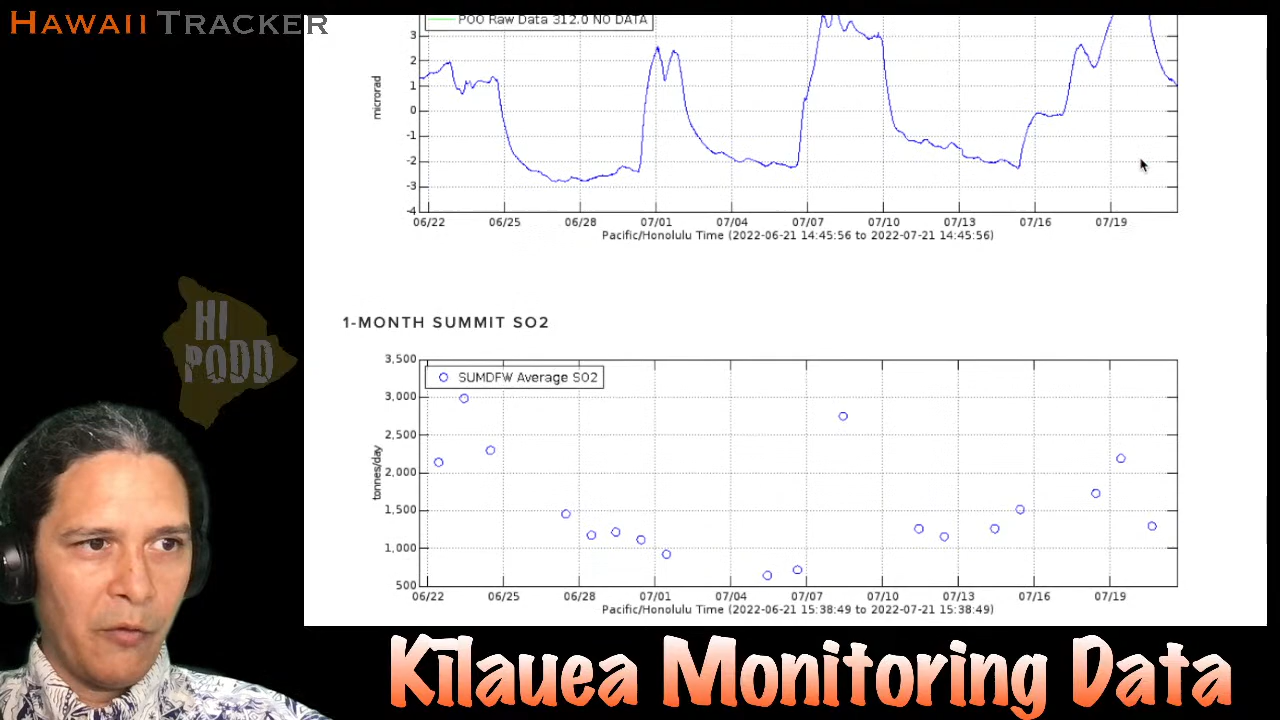 HAWAII TRACKER
POO Raw Data 312.0 NO DATA
3
2
1
0
-1
-2
-3
-4
microrad
06/22 06/25 06/28 07/01 07/04 07/07 07/10 07/13 07/16 07/19
Pacific/Honolulu Time (2022-06-21 14:45:56 to 2022-07-21 14:45:56)
HI
PODD
1-MONTH SUMMIT SO2
SUMDFW Average SO2
3,500
3,000
2,500
2,000
1,500
1,000
500
tonnes/day
06/22 06/25 06/28 07/01 07/04 07/07 07/10 07/13 07/16 07/19
Pacific/Honolulu Time (2022-06-21 15:38:49 to 2022-07-21 15:38:49)
Kīlauea Monitoring Data